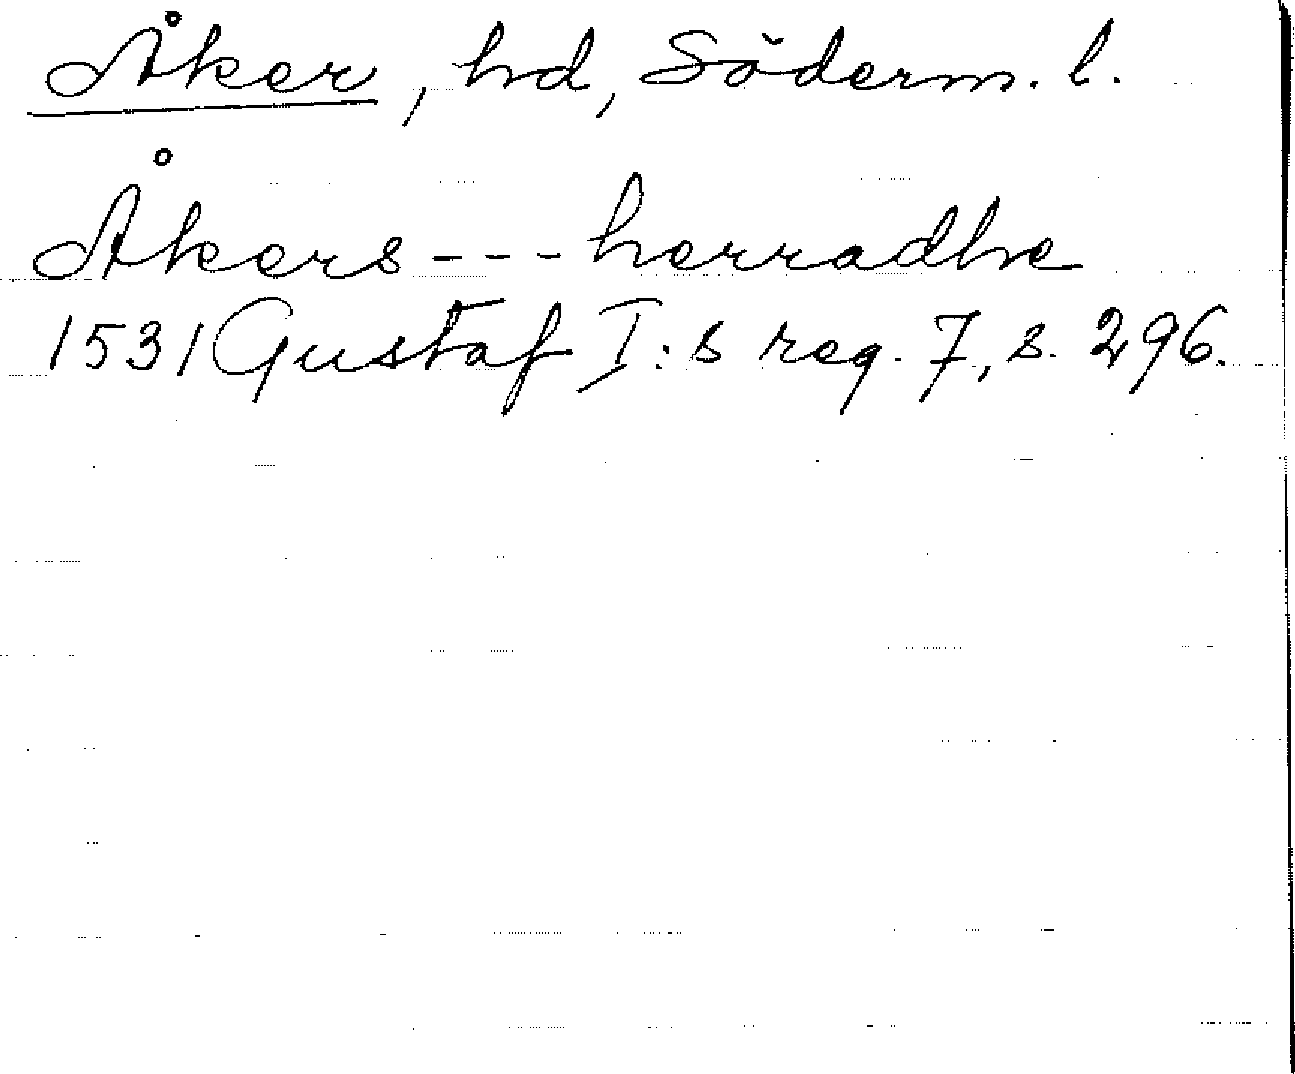 Åker, hd, Söderm. l.
Åkers---herradhe
1531 Gustaf I:s reg. 7, s. 296.